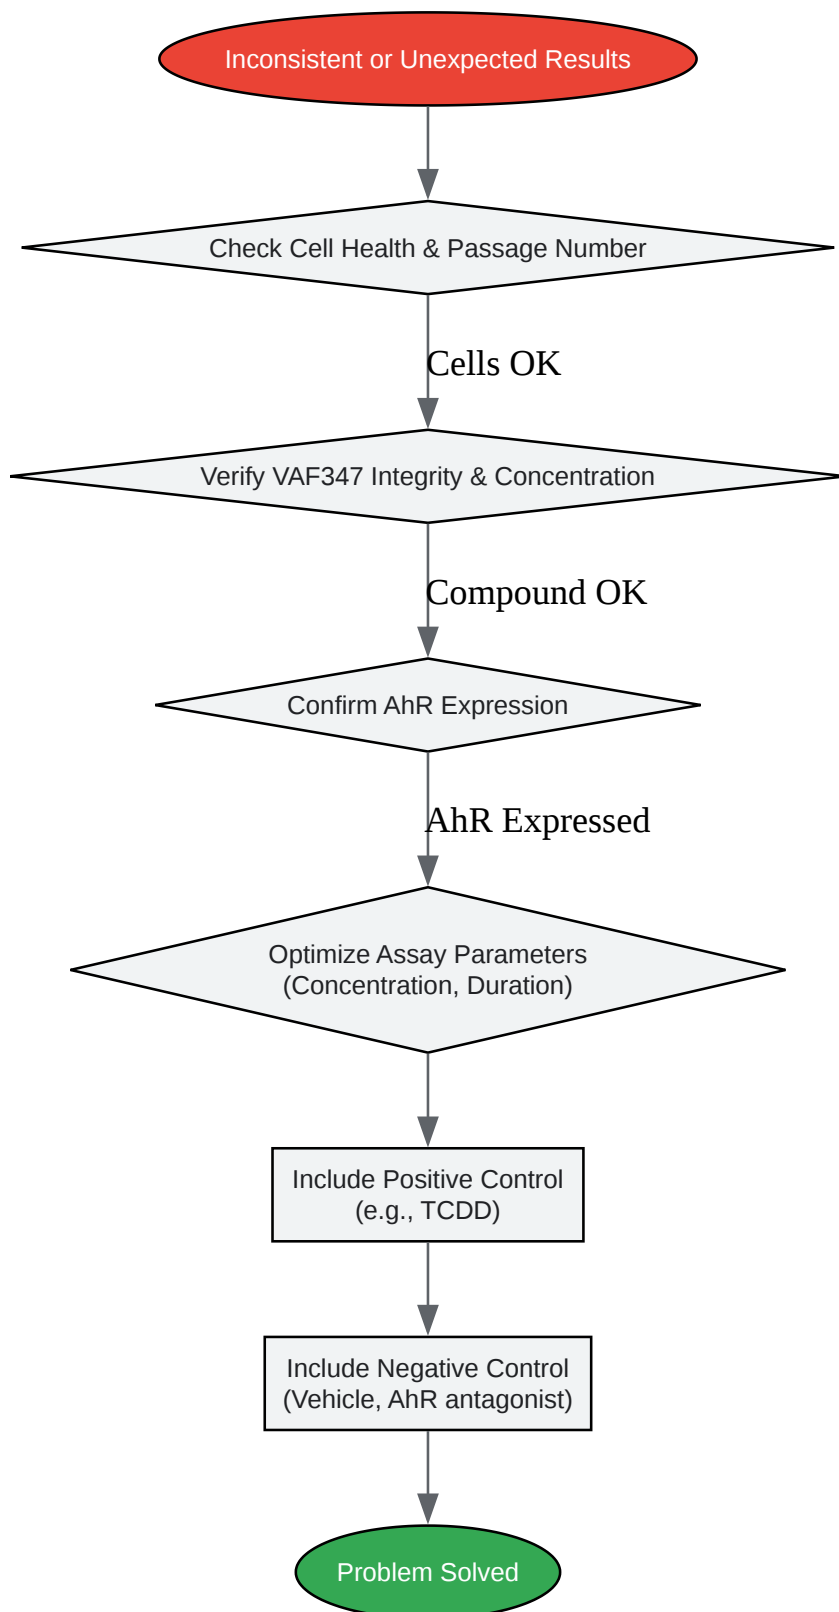 Inconsistent or Unexpected Results
Check Cell Health & Passage Number
Cells OK
Verify VAF347 Integrity & Concentration
Compound OK
Confirm AhR Expression
AhR Expressed
Optimize Assay Parameters
(Concentration, Duration)
Include Positive Control
(e.g., TCDD)
Include Negative Control
(Vehicle, AhR antagonist)
Problem Solved